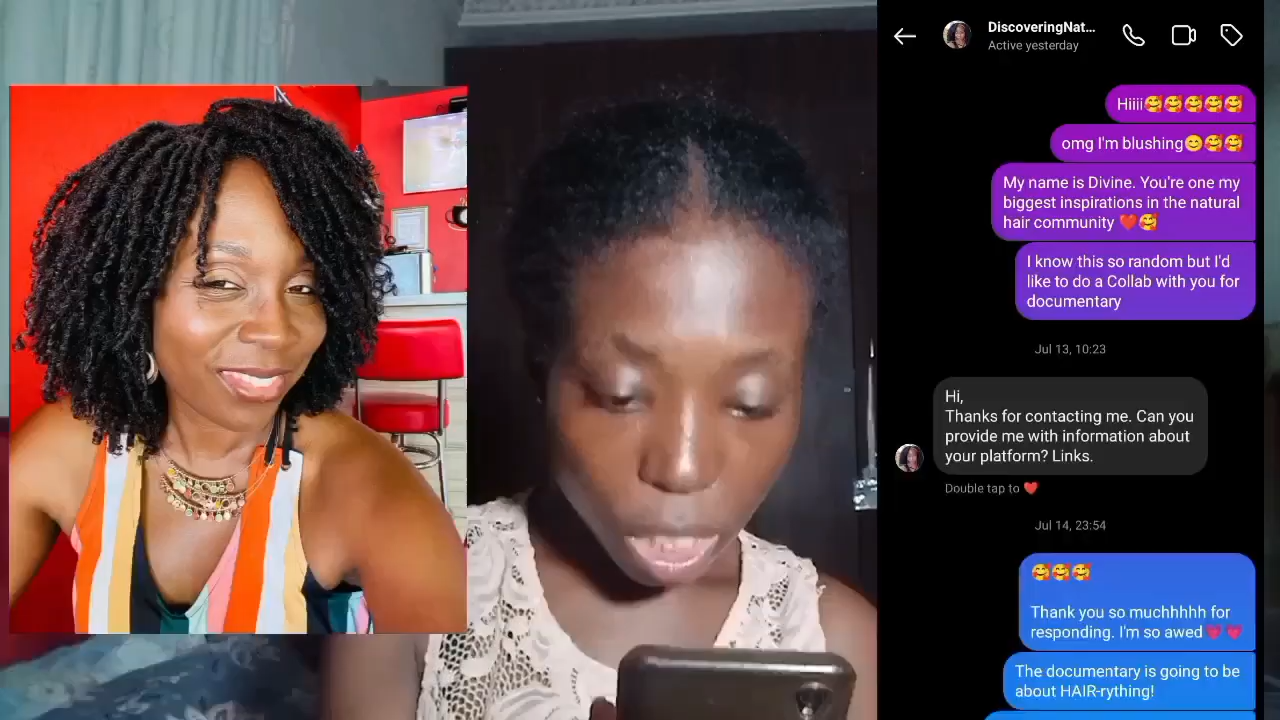 DiscoveringNat...
Active yesterday
Hiiii🥰🥰🥰🥰🥰
omg I'm blushing😊🥰🥰
My name is Divine. You're one my
biggest inspirations in the natural
hair community ❤️🥰
I know this so random but I'd
like to do a Collab with you for
documentary
Jul 13, 10:23
Hi,
Thanks for contacting me. Can you
provide me with information about
your platform? Links.
Double tap to ❤️
Jul 14, 23:54
🥰🥰🥰
Thank you so muchhhhh for
responding. I'm so awed 💗💗
The documentary is going to be
about HAIR-rything!